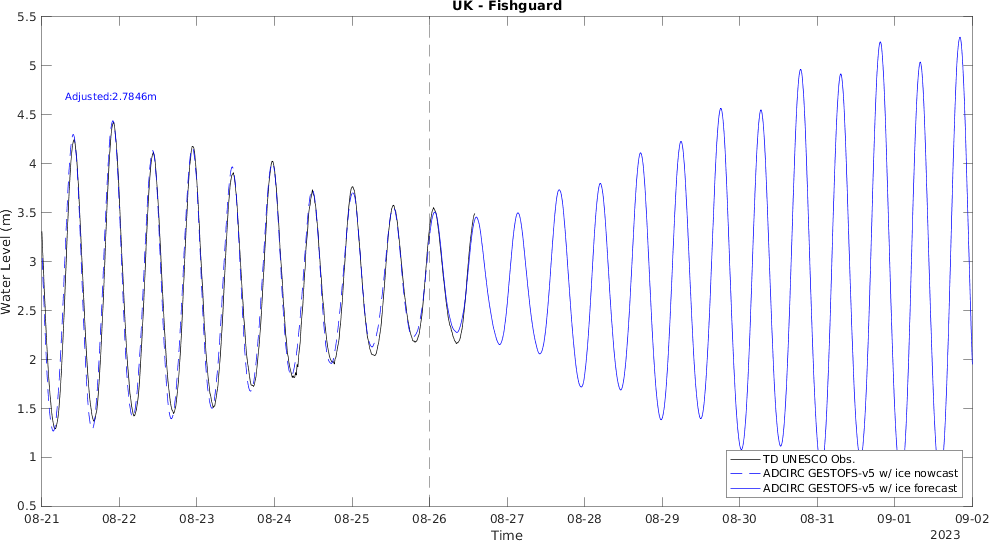 UK - Fishguard
5.5
5
4.5
4
3.5
3
2.5
2
1.5
1
0.5
Water Level (m)
Adjusted:2.7846m
TD UNESCO Obs.
ADCIRC GESTOFS-v5 w/ ice nowcast
ADCIRC GESTOFS-v5 w/ ice forecast
08-21 08-22 08-23 08-24 08-25 08-26 08-27 08-28 08-29 08-30 08-31 09-01 09-02
Time
2023